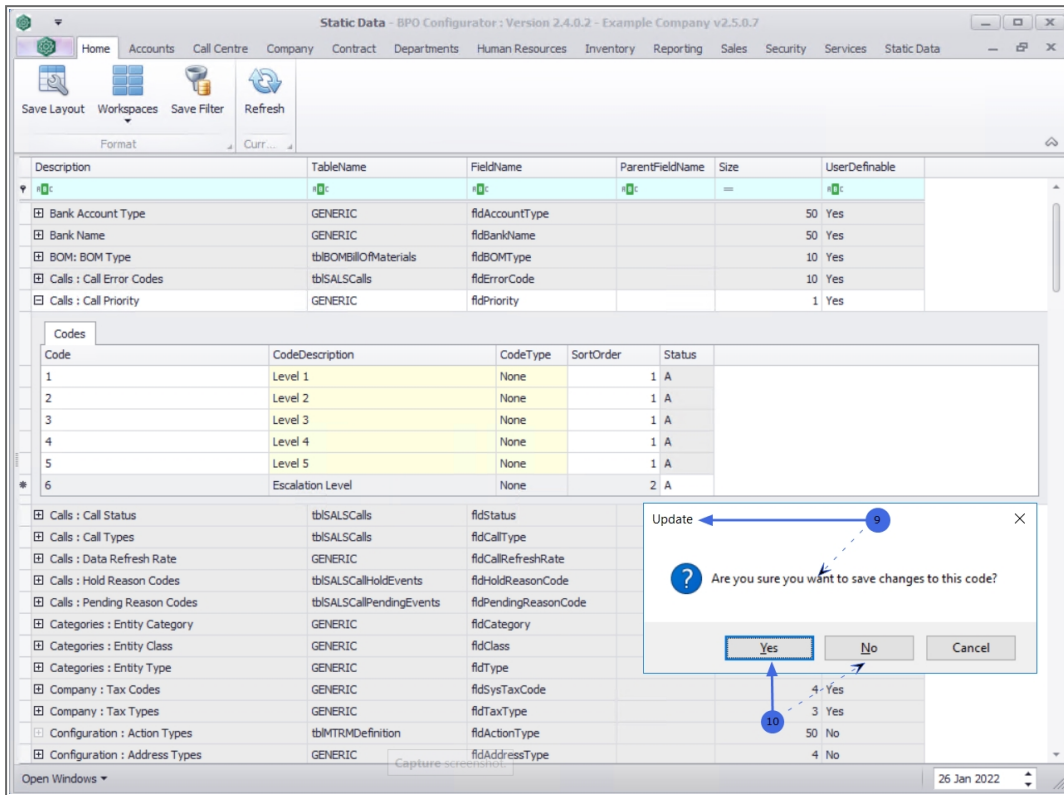 Static Data - BPO Configurator : Version 2.4.0.2 - Example Company v2.5.0.7
Home Accounts Call Centre Company Contract Departments Human Resources Inventory Reporting Sales Security Services Static Data
Save Layout Workspaces Save Filter Refresh
Format Curr...
Description TableName FieldName ParentFieldName Size UserDefinable
Bank Account Type GENERIC fldAccountType 50 Yes
Bank Name GENERIC fldBankName 50 Yes
BOM: BOM Type tblBOMBillOfMaterials fldBOMType 10 Yes
Calls : Call Error Codes tblSALSCalls fldErrorCode 10 Yes
Calls : Call Priority GENERIC fldPriority 1 Yes
Codes
Code CodeDescription CodeType SortOrder Status
1 Level 1 None 1 A
2 Level 2 None 1 A
3 Level 3 None 1 A
4 Level 4 None 1 A
5 Level 5 None 1 A
6 Escalation Level None 2 A
Calls : Call Status tblSALSCalls fldStatus
Calls : Call Types tblSALSCalls fldCallType
Calls : Data Refresh Rate GENERIC fldCallRefreshRate
Calls : Hold Reason Codes tblSALSCallHoldEvents fldHoldReasonCode
Calls : Pending Reason Codes tblSALSCallPendingEvents fldPendingReasonCode
Categories : Entity Category GENERIC fldCategory
Categories : Entity Class GENERIC fldClass
Categories : Entity Type GENERIC fldType
Company : Tax Codes GENERIC fldSysTaxCode 4 Yes
Company : Tax Types GENERIC fldTaxType 3 Yes
Configuration : Action Types tblMTRMDefinition fldActionType 50 No
Configuration : Address Types GENERIC fldAddressType 4 No
Update 9
Are you sure you want to save changes to this code?
Yes No Cancel
10
Capture screenshot.
Open Windows 26 Jan 2022